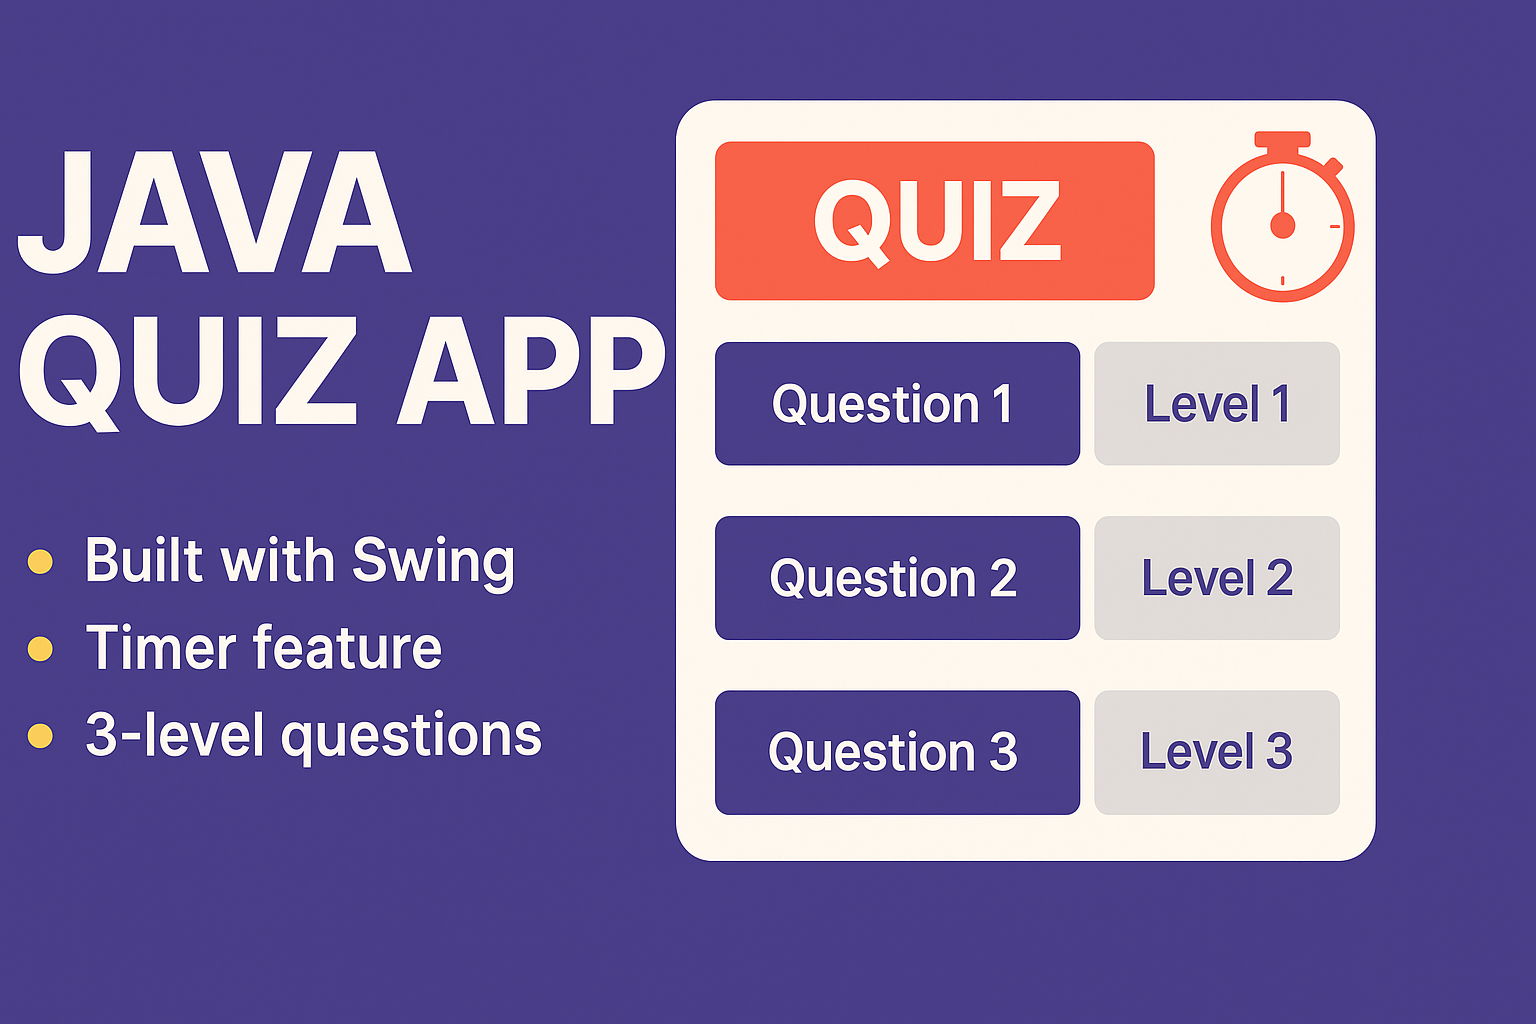 JAVA
QUIZ APP
Built with Swing
Timer feature
3-level questions
QUIZ
Question 1
Level 1
Question 2
Level 2
Question 3
Level 3